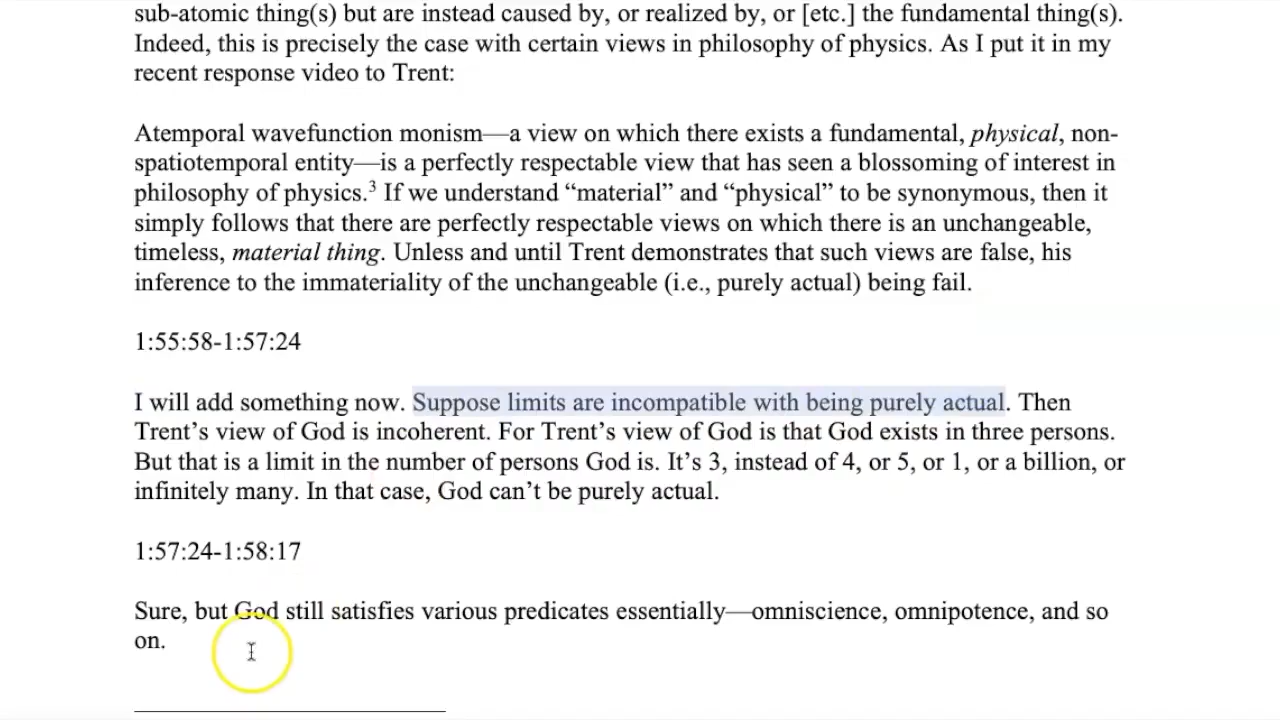 sub-atomic thing(s) but are instead caused by, or realized by, or [etc.] the fundamental thing(s).
Indeed, this is precisely the case with certain views in philosophy of physics. As I put it in my
recent response video to Trent:
Atemporal wavefunction monism—a view on which there exists a fundamental, physical, non-
spatiotemporal entity—is a perfectly respectable view that has seen a blossoming of interest in
philosophy of physics.3 If we understand “material” and “physical” to be synonymous, then it
simply follows that there are perfectly respectable views on which there is an unchangeable,
timeless, material thing. Unless and until Trent demonstrates that such views are false, his
inference to the immateriality of the unchangeable (i.e., purely actual) being fail.
1:55:58-1:57:24
I will add something now. Suppose limits are incompatible with being purely actual. Then
Trent’s view of God is incoherent. For Trent’s view of God is that God exists in three persons.
But that is a limit in the number of persons God is. It’s 3, instead of 4, or 5, or 1, or a billion, or
infinitely many. In that case, God can’t be purely actual.
1:57:24-1:58:17
Sure, but God still satisfies various predicates essentially—omniscience, omnipotence, and so
on.